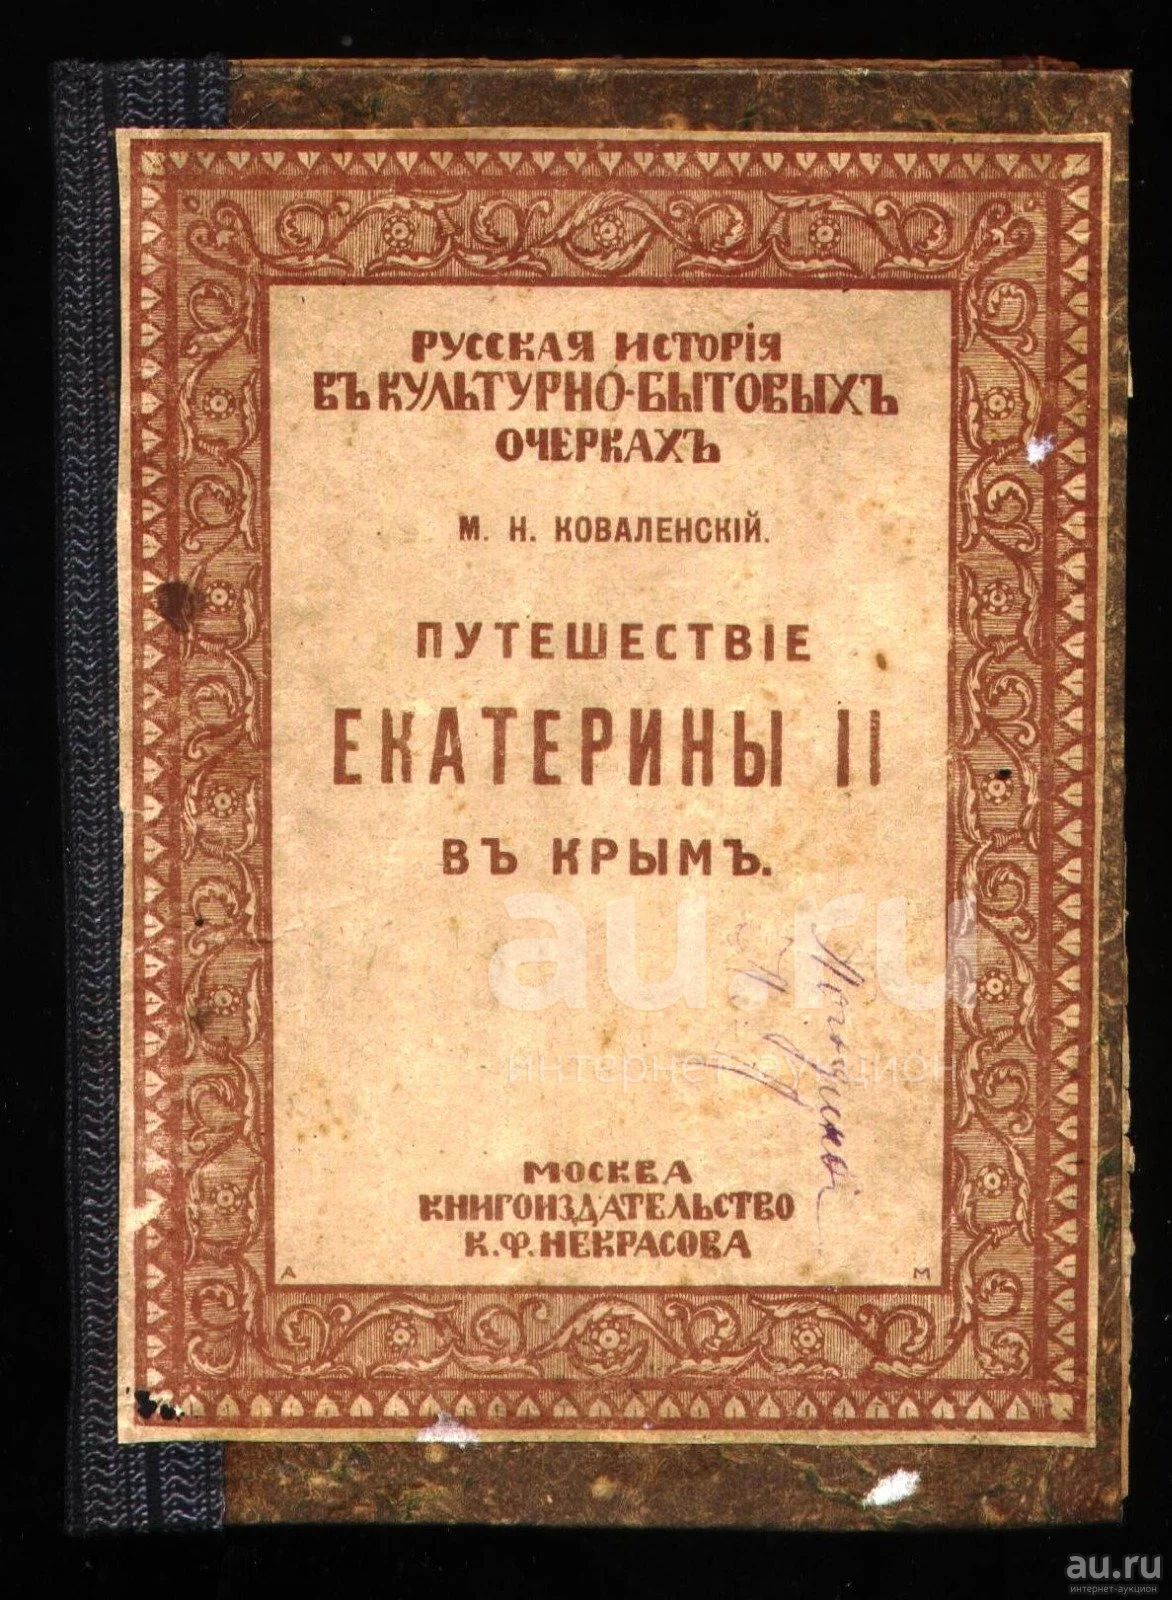 РУССКАЯ ИСТОРІЯ
ВЪ КУЛЬТУРНО-БЫТОВЫХЪ
ОЧЕРКАХЪ
М. Н. КОВАЛЕНСКІЙ.
ПУТЕШЕСТВІЕ
ЕКАТЕРИНЫ II
ВЪ КРЫМЪ.
au.ru
интернет-аукцион
МОСКВА
КНИГОИЗДАТЕЛЬСТВО
К.Ф.НЕКРАСОВА
А М
au.ru
интернет-аукцион